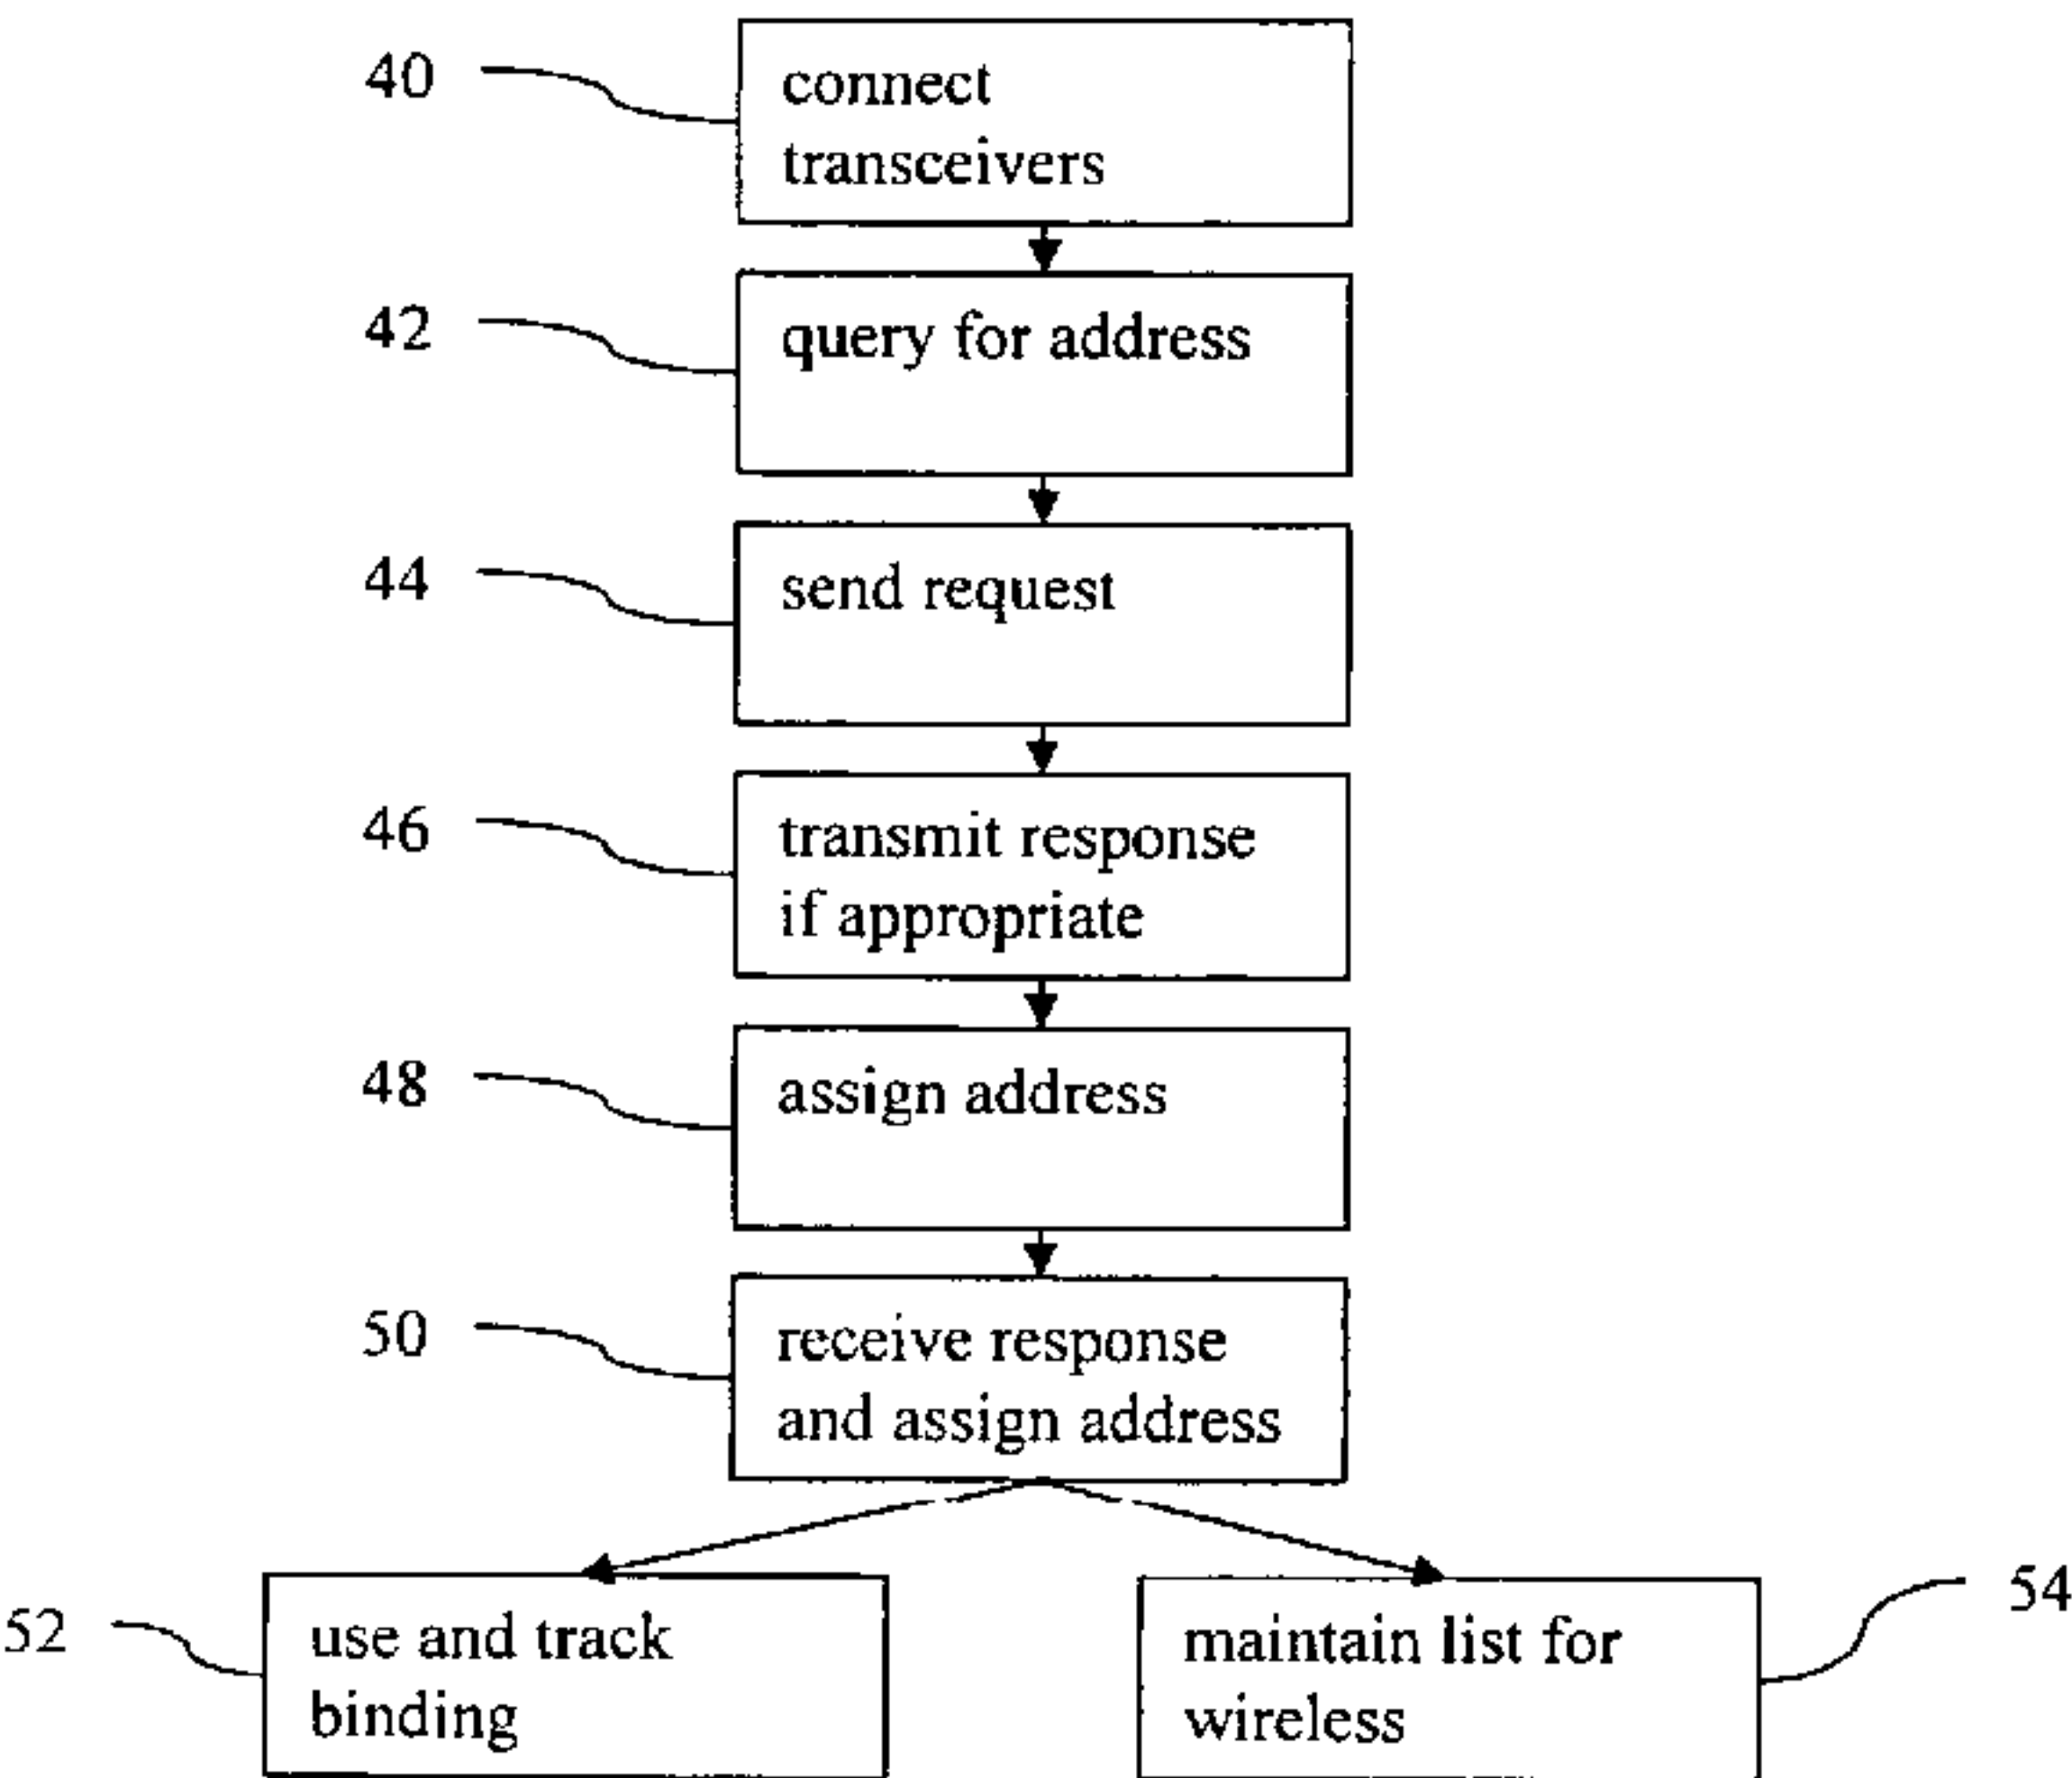 40
connect
transceivers
42
query for address
44
send request
46
transmit response
if appropriate
48
assign address
50
receive response
and assign address
52
use and track
binding
maintain list for
wireless
54